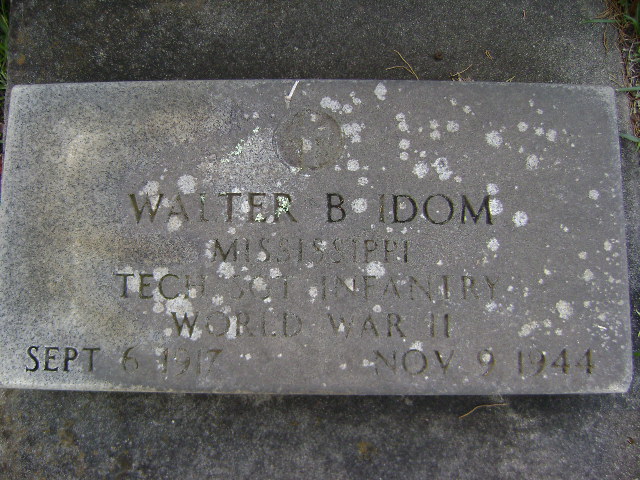 WALTER B IDOM
MISSISSIPPI
TECH SGT INFANTRY
WORLD WAR II
SEPT 6 1917 NOV 9 1944